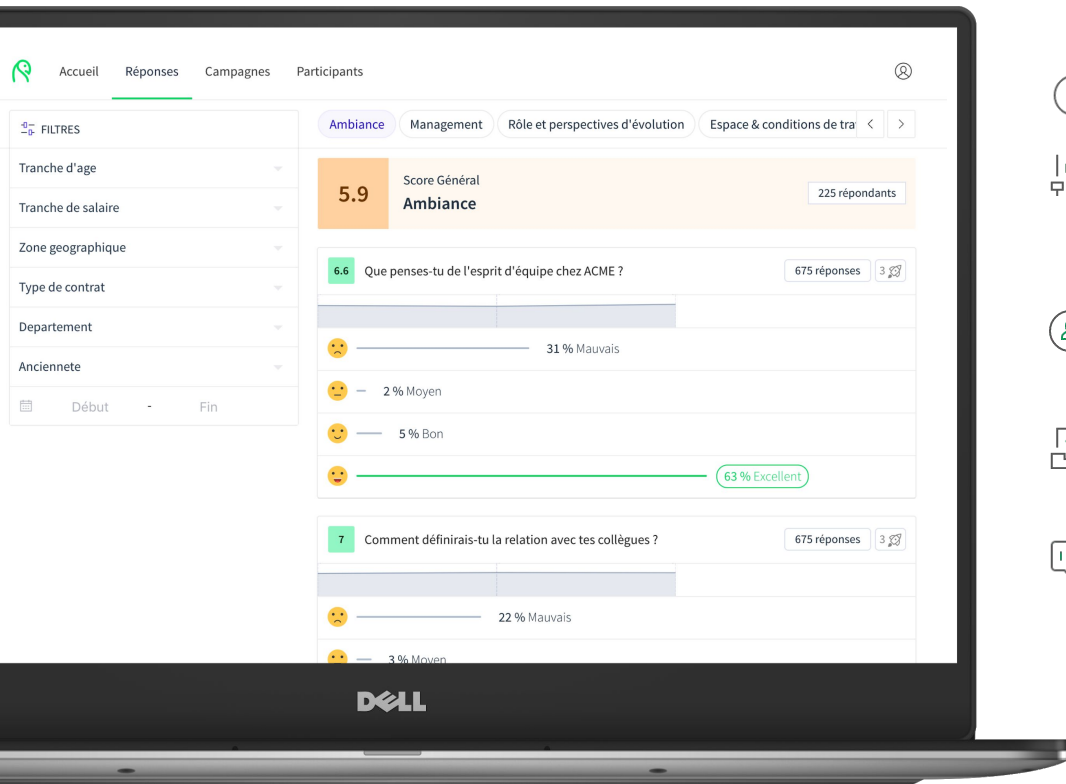 Accueil Réponses Campagnes Participants
FILTRES
Tranche d'age
Tranche de salaire
Zone geographique
Type de contrat
Departement
Anciennete
Début - Fin
Ambiance Management Rôle et perspectives d'évolution Espace & conditions de
5.9 Score Général
Ambiance
225 répondants
6.6 Que penses-tu de l'esprit d'équipe chez ACME ? 675 réponses 3
31 % Mauvais
2 % Moyen
5 % Bon
63 % Excellent
7 Comment définirais-tu la relation avec tes collègues ? 675 réponses 3
22 % Mauvais
3 % Moyen
DELL